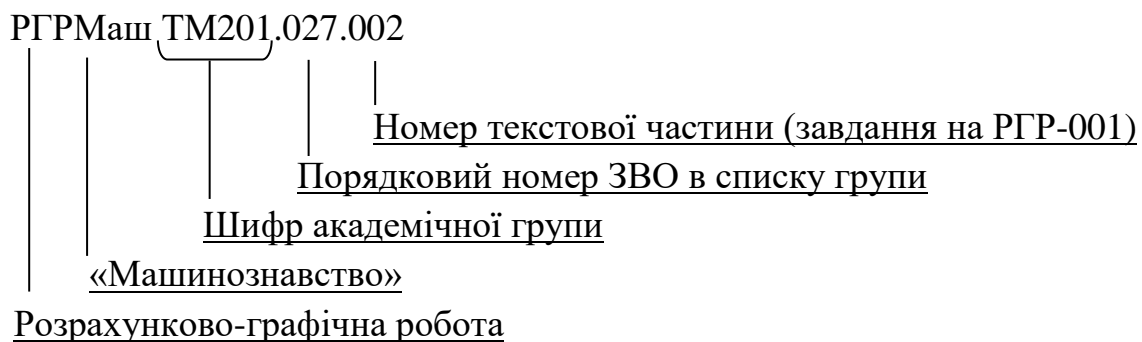 РГРМаш ТМ201.027.002
Номер текстової частини (завдання на РГР-001)
Порядковий номер ЗВО в списку групи
Шифр академічної групи
«Машинознавство»
Розрахунково-графічна робота